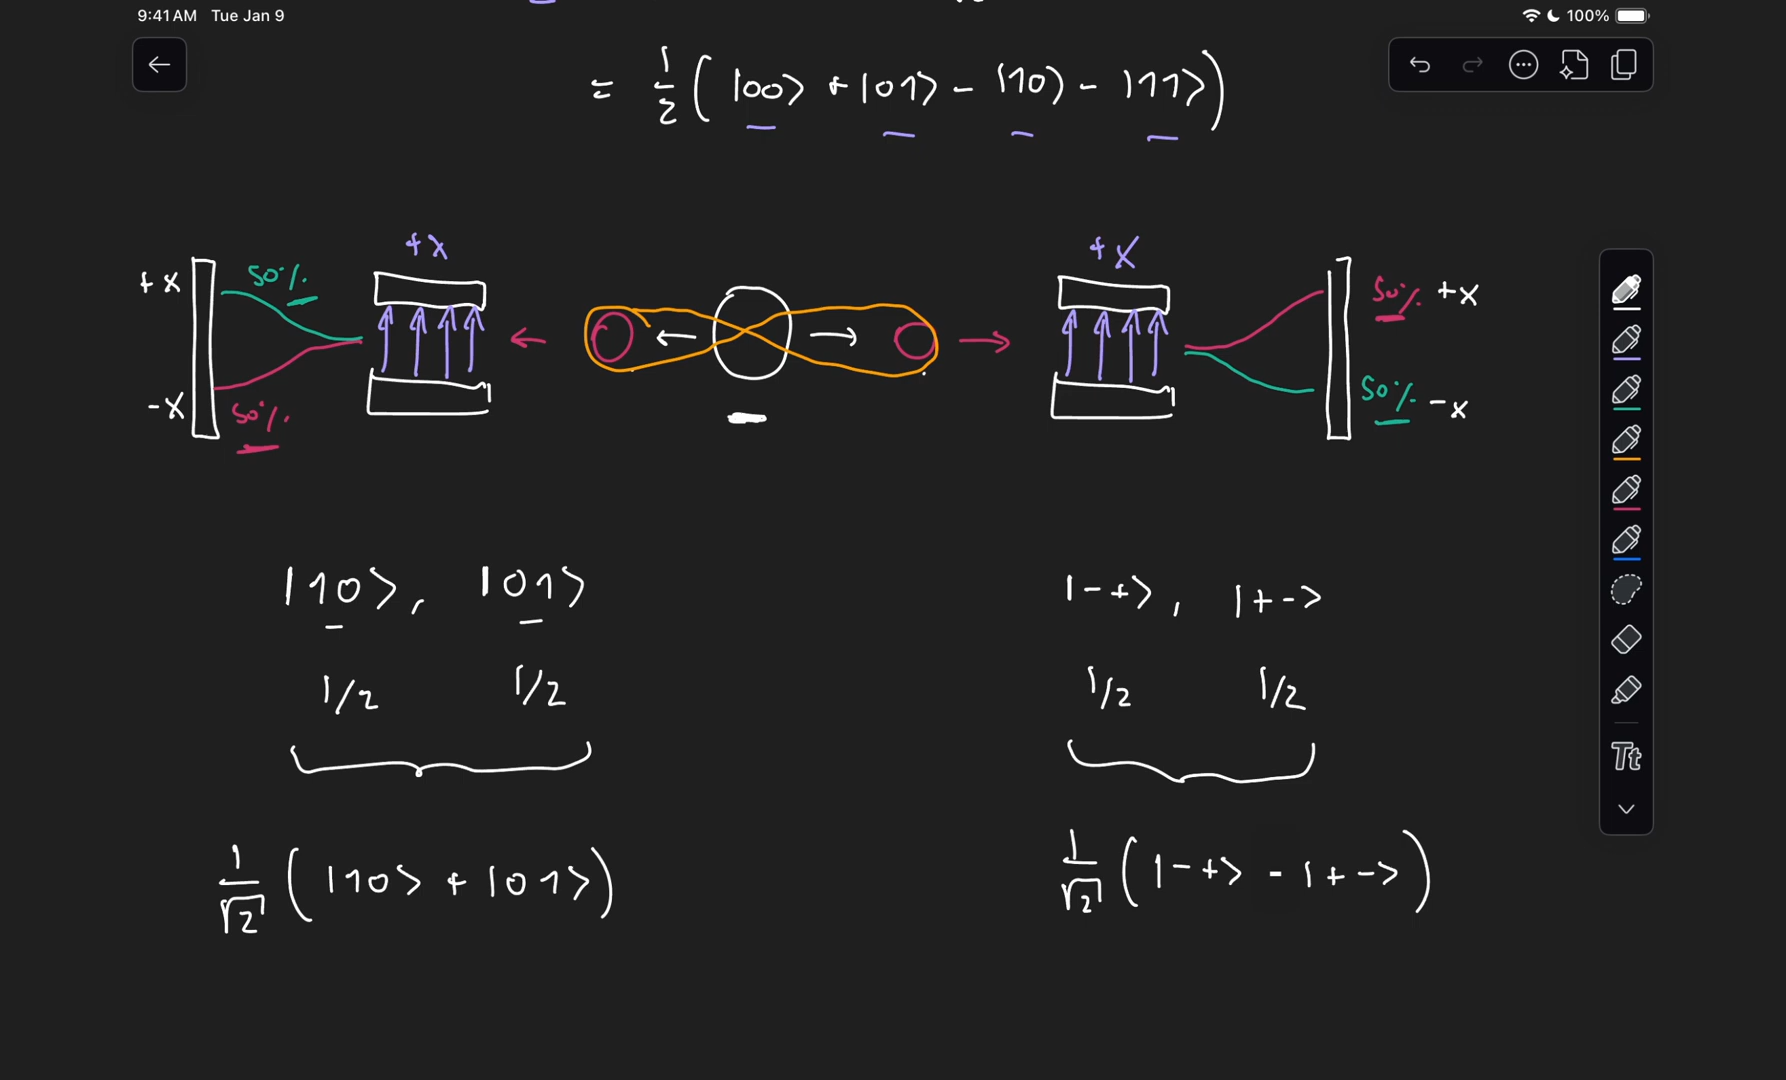 9:41 AM Tue Jan 9 100%
= 1/2 ( |00⟩ + |01⟩ - |10⟩ - |11⟩ )
+x +x
+x 50% 50% +x
-x 50% 50% -x
|10⟩, |01⟩ |-+⟩, |+-⟩
1/2 1/2 1/2 1/2
1/√2 ( |10⟩ + |01⟩ ) 1/√2 ( |-+⟩ - |+-⟩ )
Tt